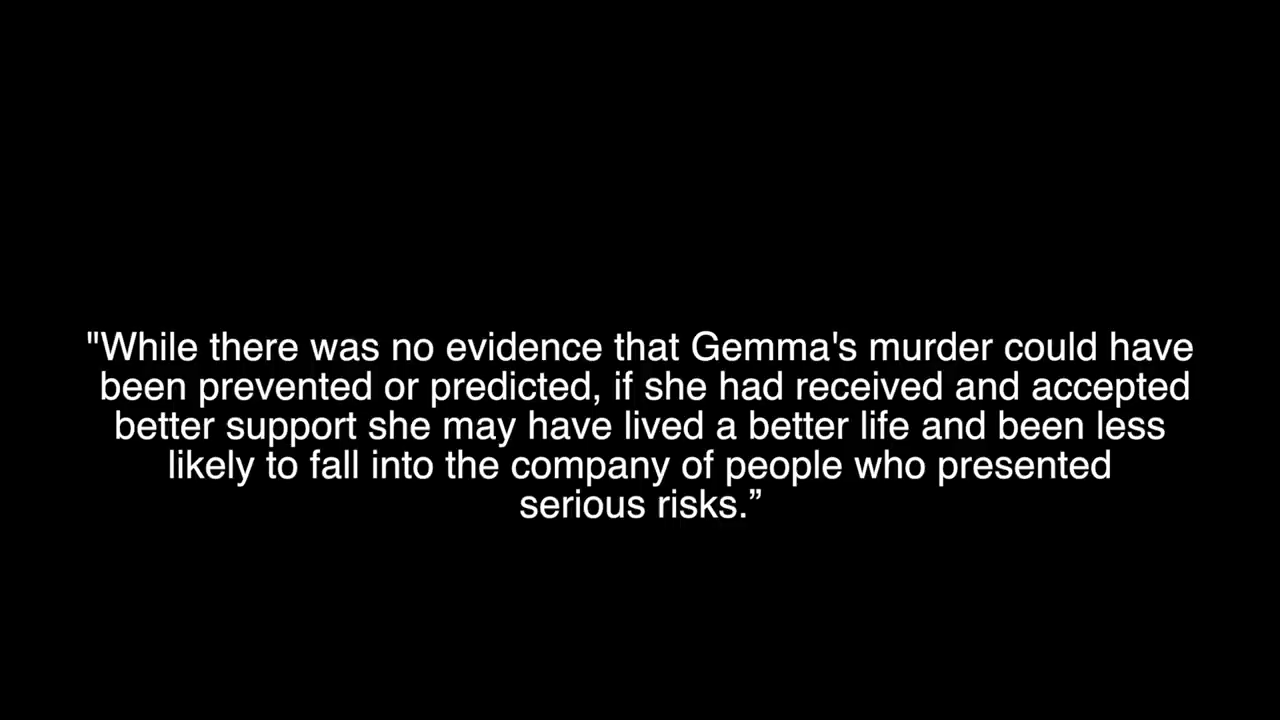 "While there was no evidence that Gemma's murder could have
been prevented or predicted, if she had received and accepted
better support she may have lived a better life and been less
likely to fall into the company of people who presented
serious risks.”